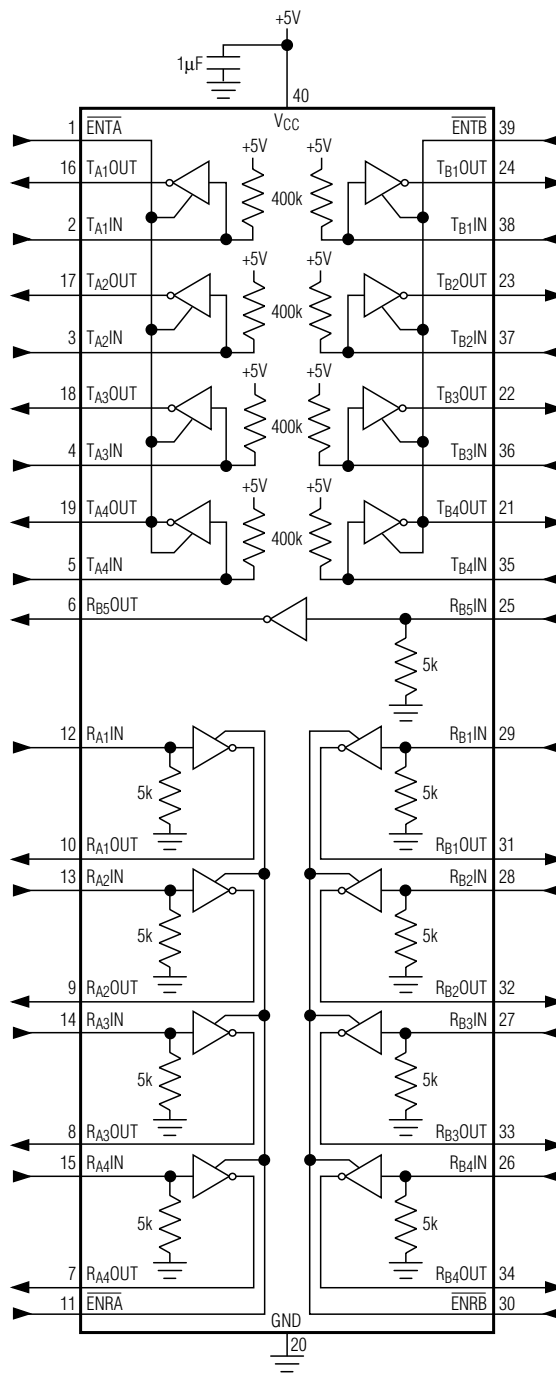 +5V
1μF
40
VCC
1 ENTA ENTB 39
16 TA1OUT +5V +5V TB1OUT 24
400k
2 TA1IN TB1IN 38
17 TA2OUT +5V +5V TB2OUT 23
400k
3 TA2IN TB2IN 37
18 TA3OUT +5V +5V TB3OUT 22
400k
4 TA3IN TB3IN 36
19 TA4OUT +5V +5V TB4OUT 21
400k
5 TA4IN TB4IN 35
6 RB5OUT RB5IN 25
5k
12 RA1IN RB1IN 29
5k 5k
10 RA1OUT RB1OUT 31
13 RA2IN RB2IN 28
5k 5k
9 RA2OUT RB2OUT 32
14 RA3IN RB3IN 27
5k 5k
8 RA3OUT RB3OUT 33
15 RA4IN RB4IN 26
5k 5k
7 RA4OUT RB4OUT 34
11 ENRA ENRB 30
GND
20